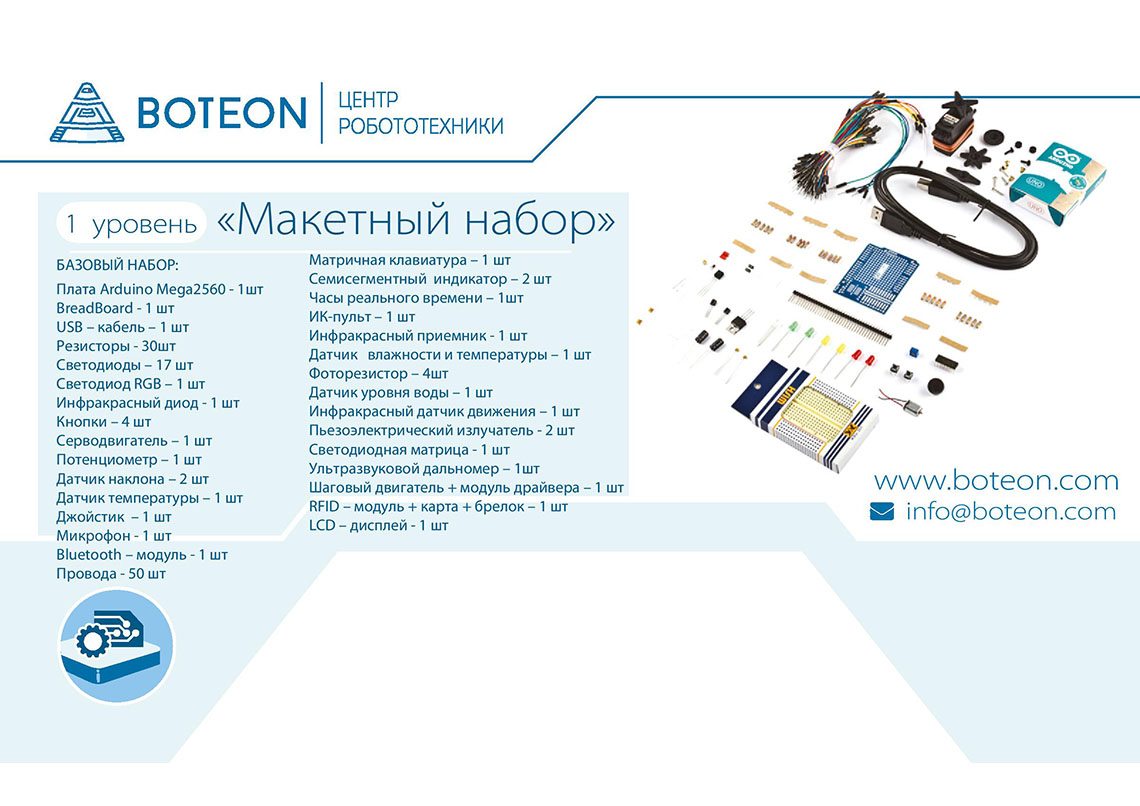 BOTEON
ЦЕНТР
РОБОТОТЕХНИКИ
1 уровень «Макетный набор»
БАЗОВЫЙ НАБОР:
Плата Arduino Mega2560 - 1шт
BreadBoard - 1 шт
USB – кабель – 1 шт
Резисторы - 30шт
Светодиоды – 17 шт
Светодиод RGB – 1 шт
Инфракрасный диод - 1 шт
Кнопки – 4 шт
Серводвигатель – 1 шт
Потенциометр – 1 шт
Датчик наклона – 2 шт
Датчик температуры – 1 шт
Джойстик – 1 шт
Микрофон - 1 шт
Bluetooth – модуль - 1 шт
Провода - 50 шт
Матричная клавиатура – 1 шт
Семисегментный индикатор – 2 шт
Часы реального времени – 1шт
ИК-пульт – 1 шт
Инфракрасный приемник - 1 шт
Датчик влажности и температуры – 1 шт
Фоторезистор – 4шт
Датчик уровня воды – 1 шт
Инфракрасный датчик движения – 1 шт
Пьезоэлектрический излучатель - 2 шт
Светодиодная матрица - 1 шт
Ультразвуковой дальномер – 1шт
Шаговый двигатель + модуль драйвера – 1 шт
RFID – модуль + карта + брелок – 1 шт
LCD – дисплей - 1 шт
ARDUINO
UNO
UNO
www.boteon.com
info@boteon.com